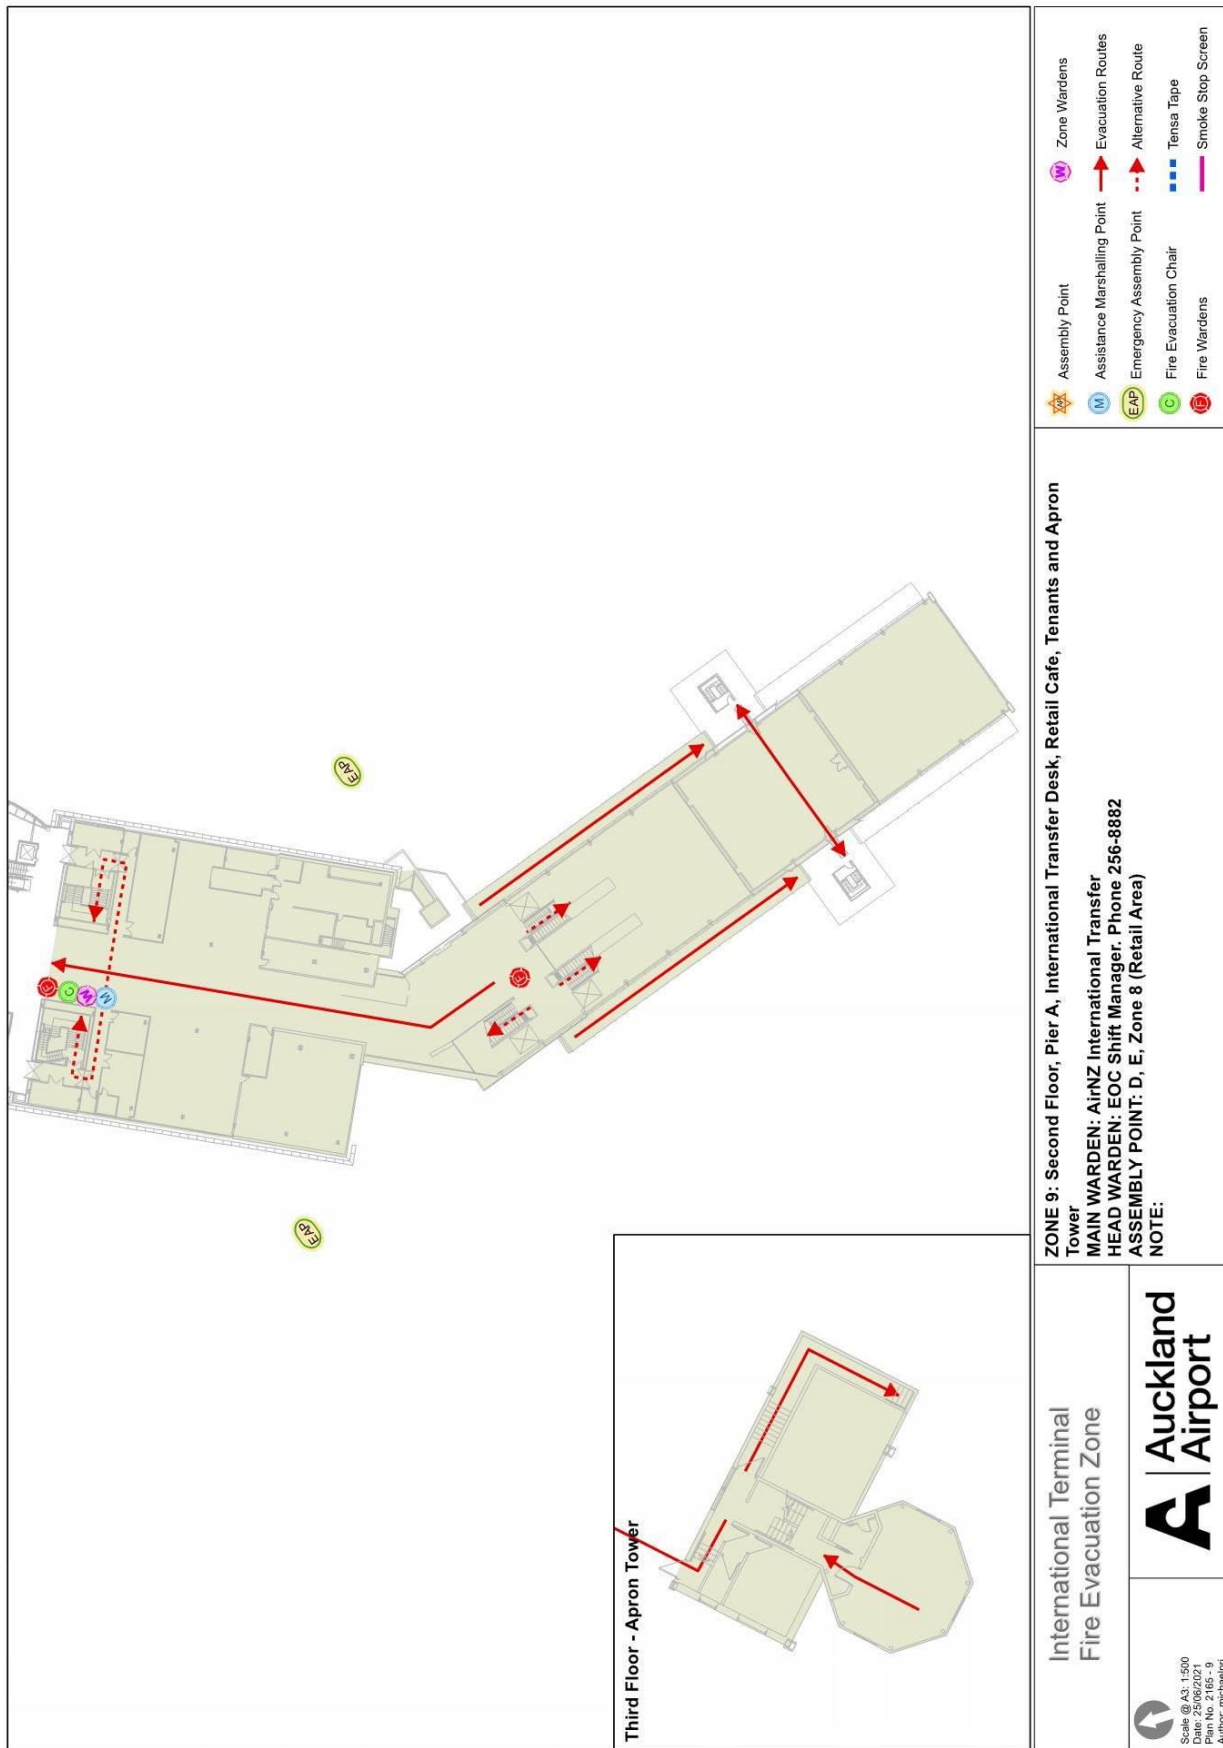 EAP
EAP
F
C
W
M
F
Third Floor - Apron Tower
International Terminal
Fire Evacuation Zone
Scale @ A3: 1:500
Date: 25/06/2021
Plan No. 2165 - 9
Auckland
Airport
ZONE 9: Second Floor, Pier A, International Transfer Desk, Retail Cafe, Tenants and Apron
Tower
MAIN WARDEN: AirNZ International Transfer
HEAD WARDEN: EOC Shift Manager. Phone 256-8882
ASSEMBLY POINT: D, E, Zone 8 (Retail Area)
NOTE:
AP Assembly Point
M Assistance Marshalling Point
EAP Emergency Assembly Point
C Fire Evacuation Chair
F Fire Wardens
W Zone Wardens
Evacuation Routes
Alternative Route
Tensa Tape
Smoke Stop Screen